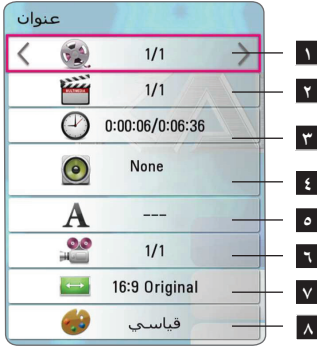 عنوان
1/1 ١
1/1 ٢
0:00:06/0:06:36 ٣
None ٤
A --- ٥
1/1 ٦
16:9 Original ٧
قياسي ٨